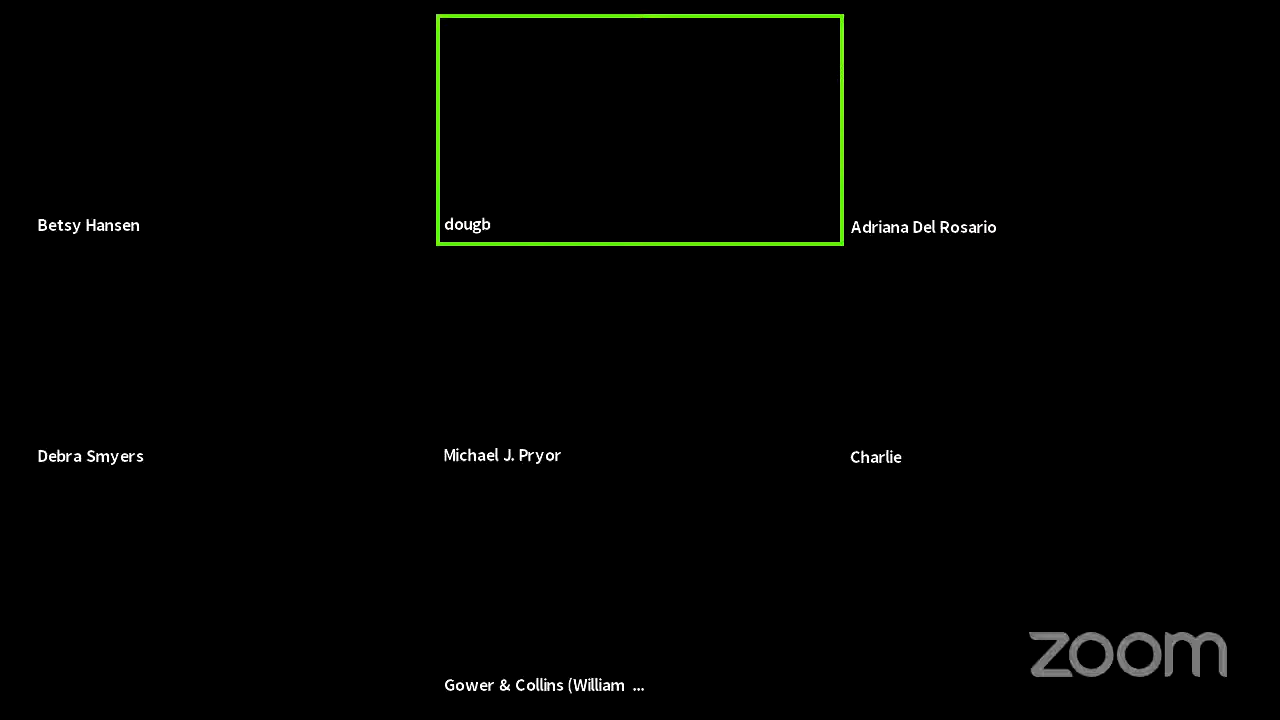 Betsy Hansen
dougb
Adriana Del Rosario
Debra Smyers
Michael J. Pryor
Charlie
Gower & Collins (William ...
zoom